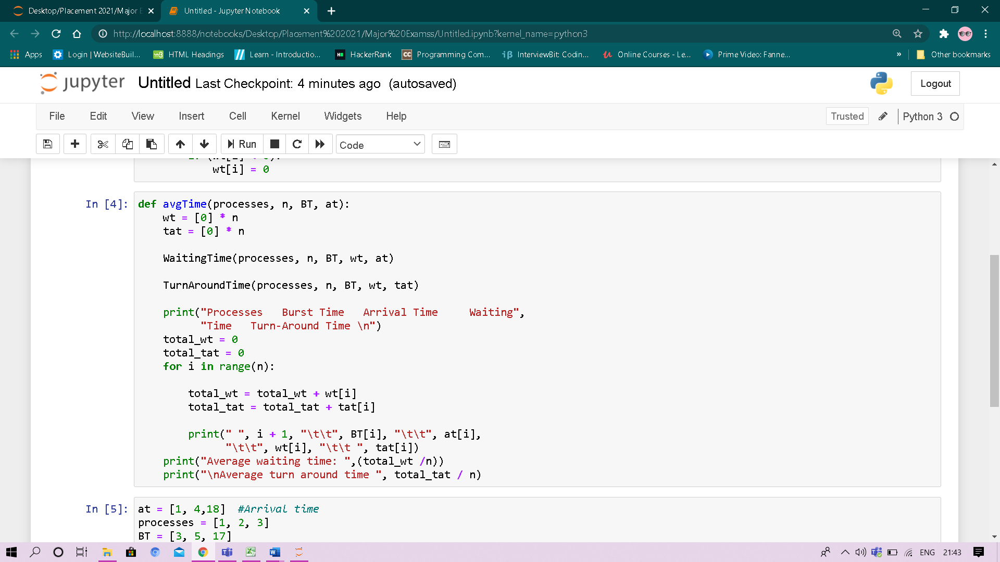 Desktop/Placement 2021/Major E
Untitled - Jupyter Notebook
http://localhost:8888/notebooks/Desktop/Placement%202021/Major%20Examss/Untitled.ipynb?kernel_name=python3
Apps
Login | WebsiteBuil...
HTML Headings
Learn - Introductio...
HackerRank
Programming Com...
InterviewBit: Codin...
Online Courses - Le...
Prime Video: Fanne...
»
Other bookmarks
jupyter Untitled Last Checkpoint: 4 minutes ago (autosaved)
Logout
File Edit View Insert Cell Kernel Widgets Help
Trusted
Python 3
Run
Code
wt[i] = 0
In [4]: def avgTime(processes, n, BT, at):
wt = [0] * n
tat = [0] * n
WaitingTime(processes, n, BT, wt, at)
TurnAroundTime(processes, n, BT, wt, tat)
print("Processes   Burst Time   Arrival Time     Waiting",
"Time   Turn-Around Time \n")
total_wt = 0
total_tat = 0
for i in range(n):
total_wt = total_wt + wt[i]
total_tat = total_tat + tat[i]
print(" ", i + 1, "\t\t", BT[i], "\t\t", at[i],
"\t\t", wt[i], "\t\t ", tat[i])
print("Average waiting time: ",(total_wt /n))
print("\nAverage turn around time ", total_tat / n)
In [5]: at = [1, 4,18]  #Arrival time
processes = [1, 2, 3]
BT = [3, 5, 17]
ENG 21:43